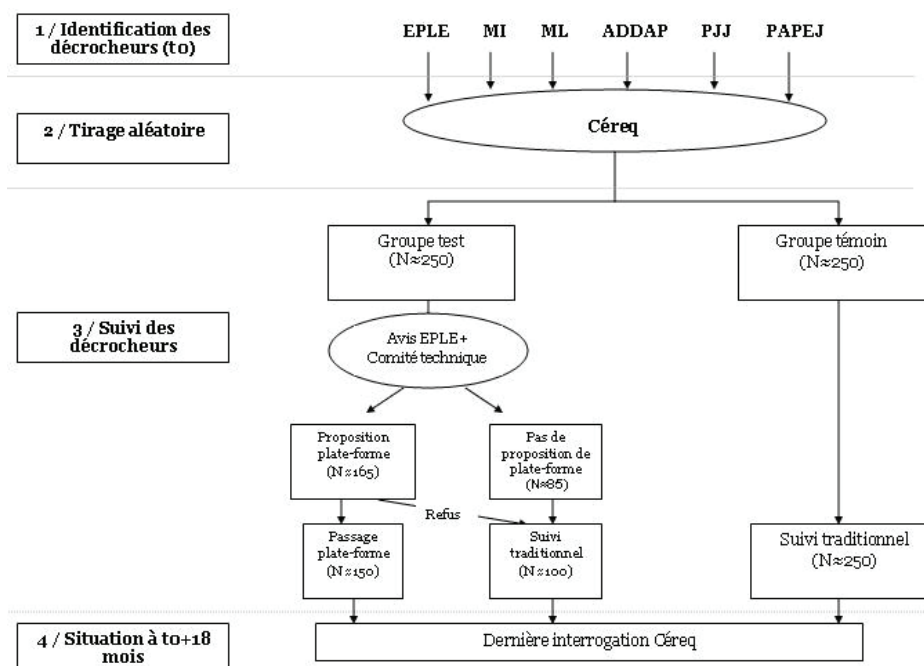 1 / Identification des
décrocheurs (t0)
EPLE MI ML ADDAP PJJ PAPEJ
2 / Tirage aléatoire
Céreq
Groupe test
(N≈250)
Groupe témoin
(N≈250)
3 / Suivi des
décrocheurs
Avis EPLE +
Comité technique
Proposition
plate-forme
(N≈165)
Pas de
proposition de
plate-forme
(N≈85)
Refus
Passage
plate-forme
(N≈150)
Suivi
traditionnel
(N≈100)
Suivi traditionnel
(N≈250)
4 / Situation à t0+18
mois
Dernière interrogation Céreq